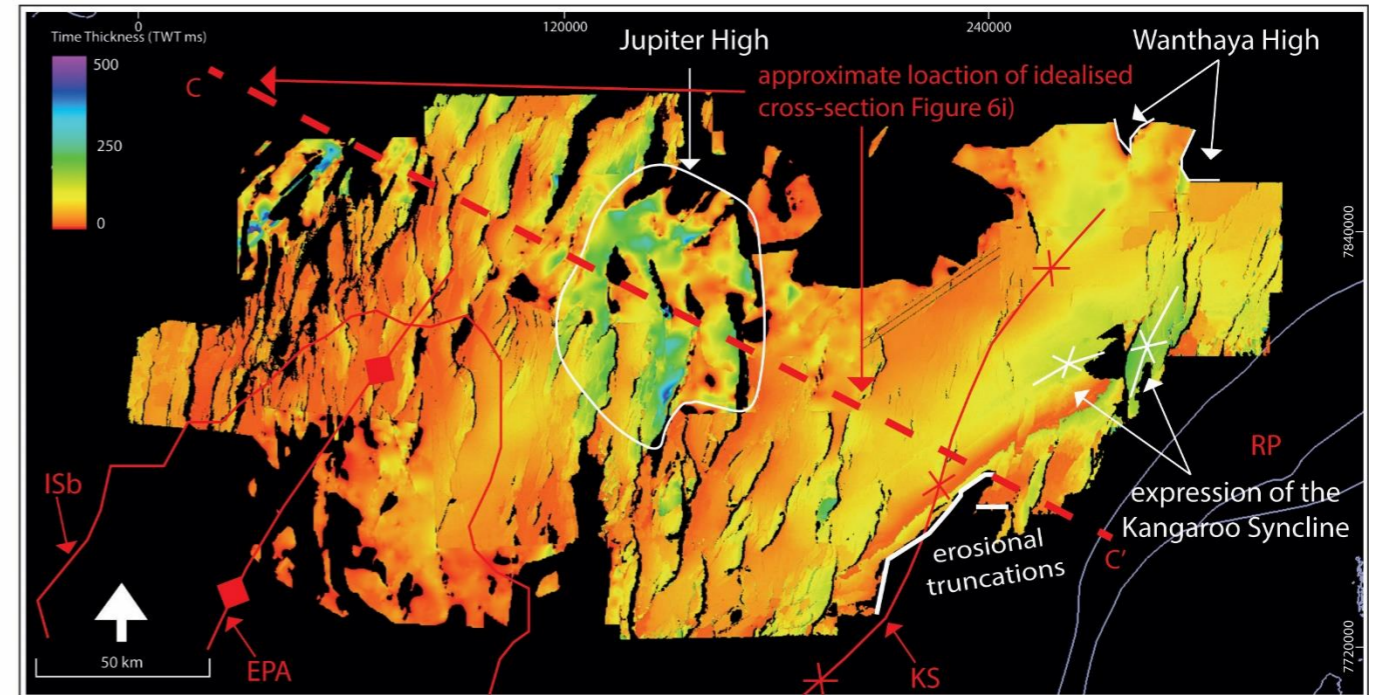 0
120000
240000
Time Thickness (TWT ms)
500
250
0
C
Jupiter High
Wanthaya High
approximate loaction of idealised
cross-section Figure 6i)
7840000
ISb
RP
expression of the
Kangaroo Syncline
erosional
truncations
C'
50 km
EPA
KS
7720000